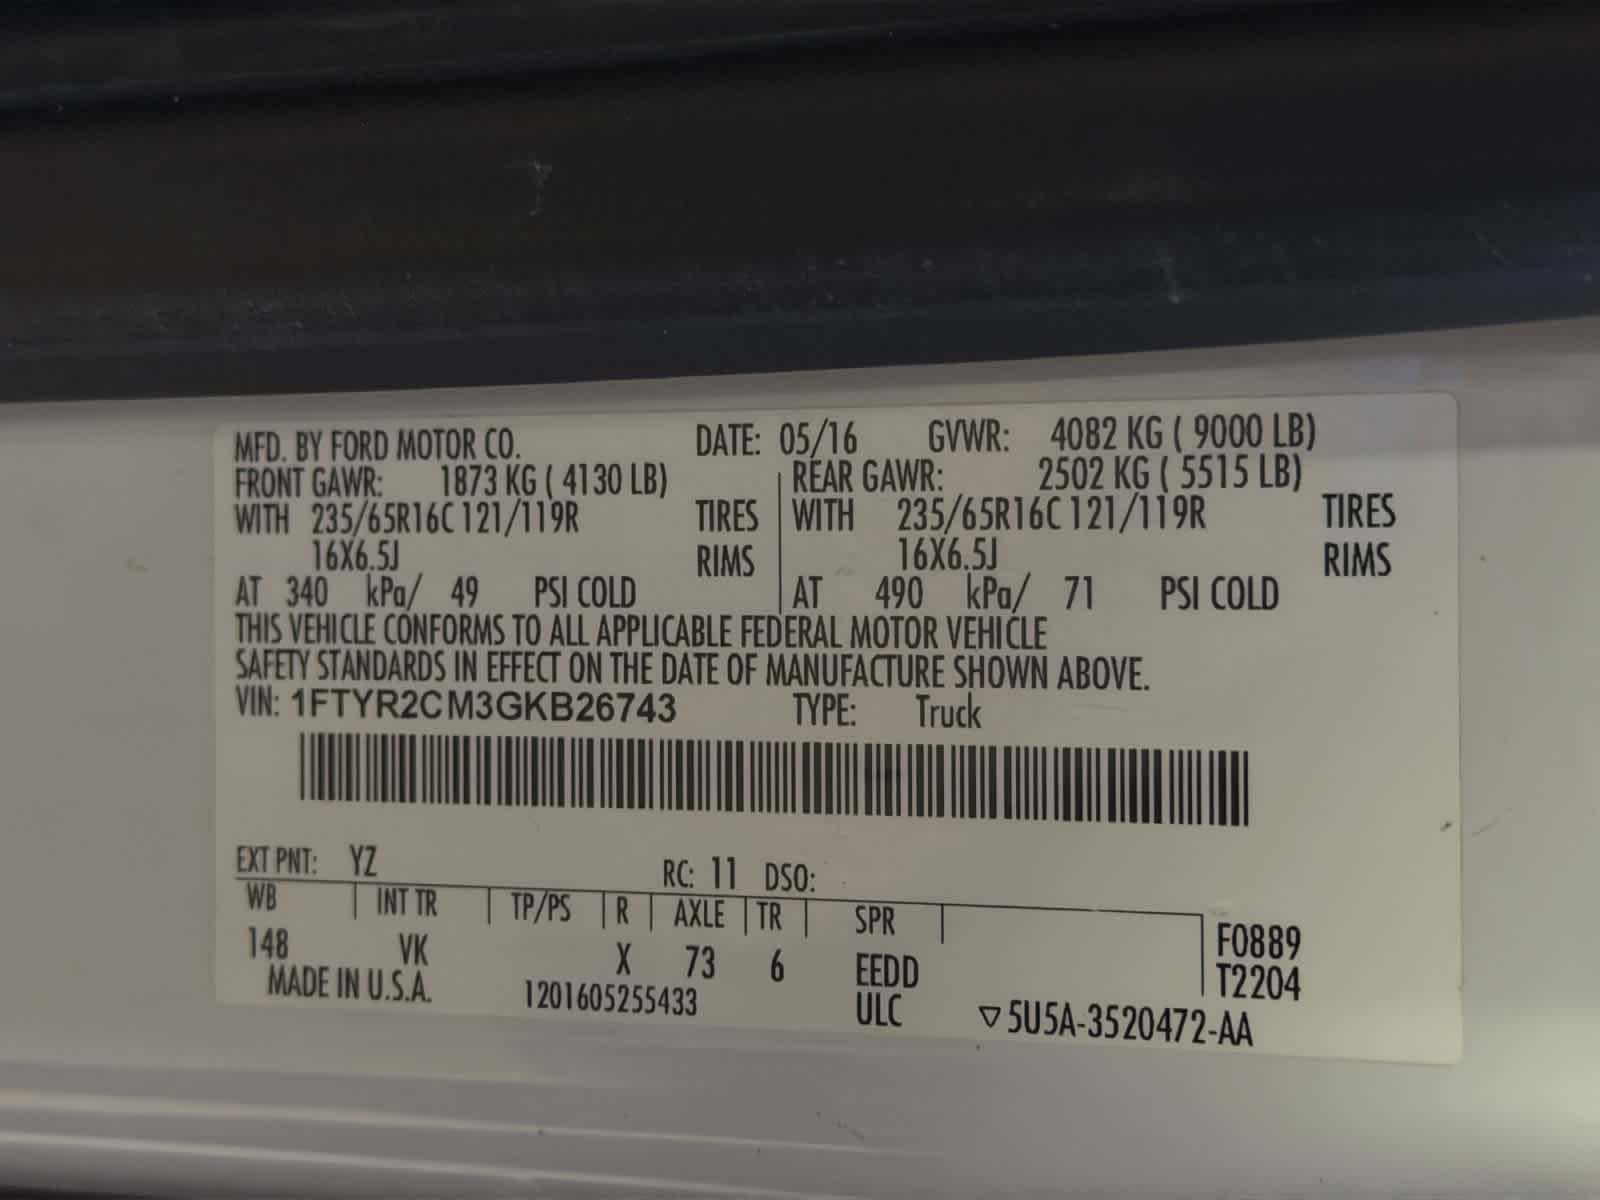 MFD. BY FORD MOTOR CO. DATE: 05/16 GVWR: 4082 KG ( 9000 LB)
FRONT GAWR: 1873 KG ( 4130 LB) REAR GAWR: 2502 KG ( 5515 LB)
WITH 235/65R16C 121/119R TIRES WITH 235/65R16C 121/119R TIRES
16X6.5J RIMS 16X6.5J RIMS
AT 340 kPa/ 49 PSI COLD AT 490 kPa/ 71 PSI COLD
THIS VEHICLE CONFORMS TO ALL APPLICABLE FEDERAL MOTOR VEHICLE
SAFETY STANDARDS IN EFFECT ON THE DATE OF MANUFACTURE SHOWN ABOVE.
VIN: 1FTYR2CM3GKB26743 TYPE: Truck
EXT PNT: YZ RC: 11 DSO:
WB INT TR TP/PS R AXLE TR SPR
148 VK X 73 6 EEDD F0889
MADE IN U.S.A. 1201605255433 ULC T2204
▽5U5A-3520472-AA